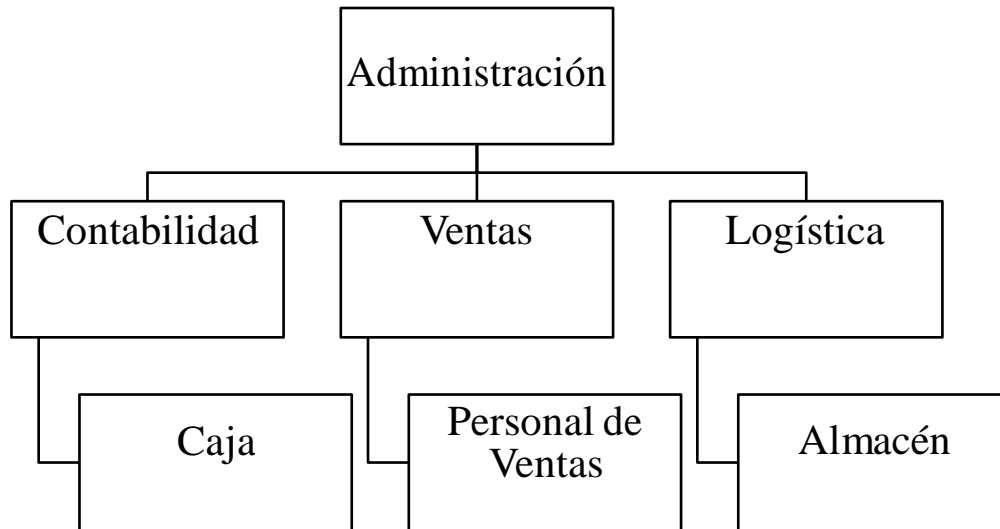 Administración
Contabilidad
Ventas
Logística
Caja
Personal de
Ventas
Almacén